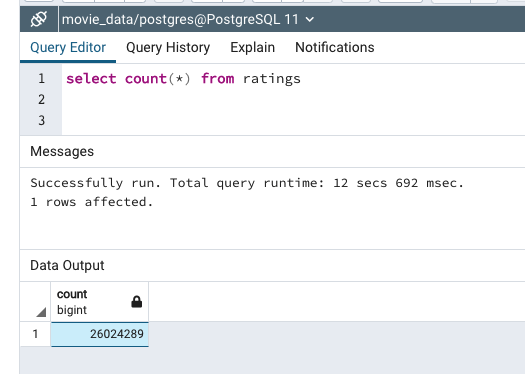 movie_data/postgres@PostgreSQL 11
Query Editor Query History Explain Notifications
1 select count(*) from ratings
2
3
Messages
Successfully run. Total query runtime: 12 secs 692 msec.
1 rows affected.
Data Output
count
bigint
1 26024289